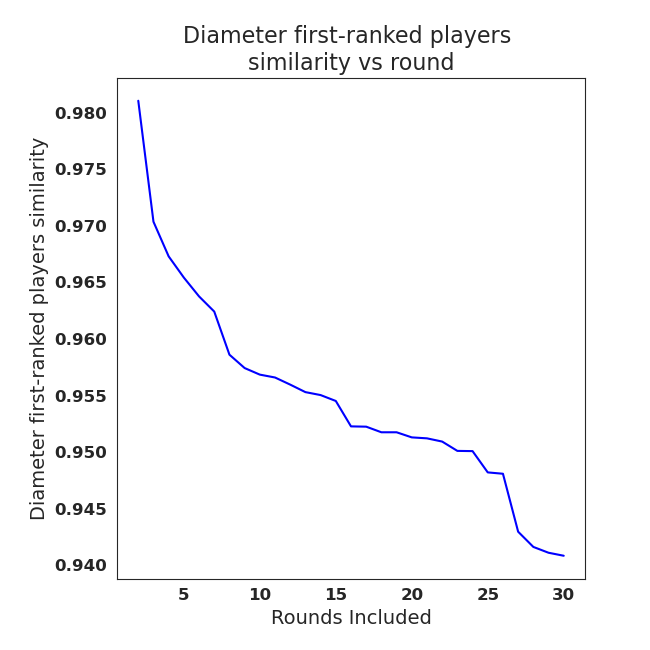 Diameter first-ranked players
similarity vs round
Diameter first-ranked players similarity
0.980
0.975
0.970
0.965
0.960
0.955
0.950
0.945
0.940
5 10 15 20 25 30
Rounds Included